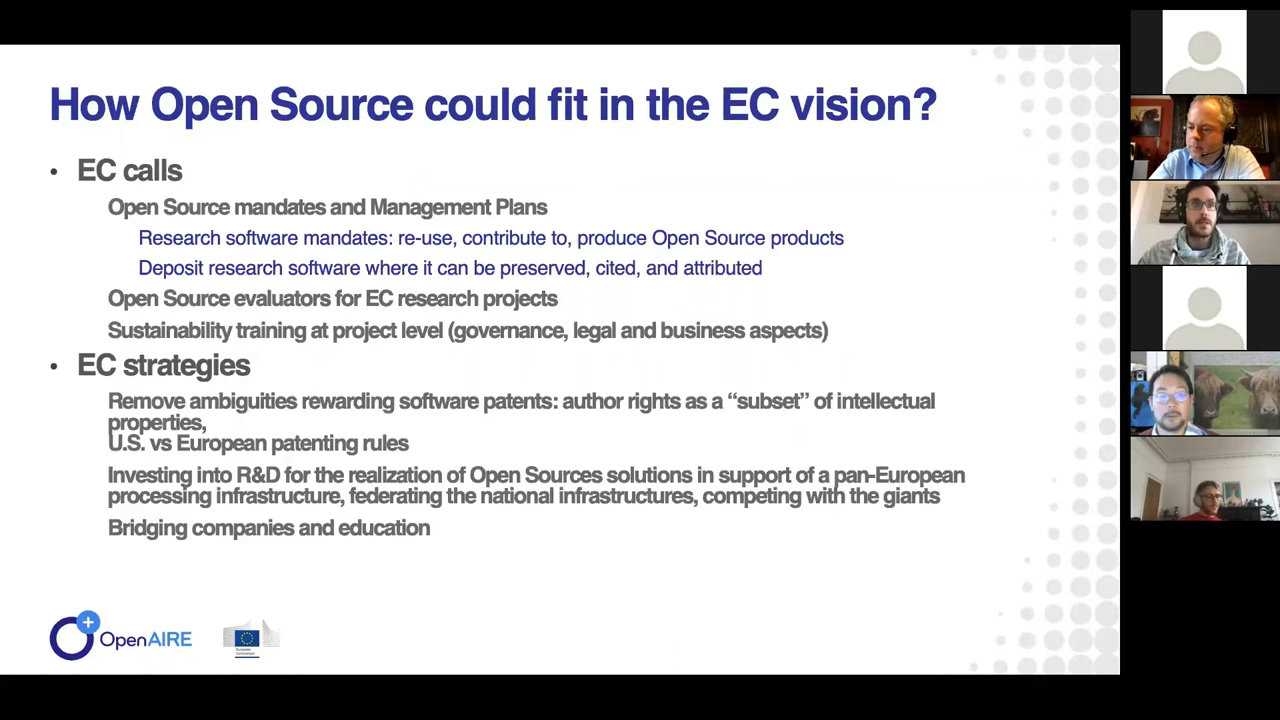 How Open Source could fit in the EC vision?
• EC calls
Open Source mandates and Management Plans
Research software mandates: re-use, contribute to, produce Open Source products
Deposit research software where it can be preserved, cited, and attributed
Open Source evaluators for EC research projects
Sustainability training at project level (governance, legal and business aspects)
• EC strategies
Remove ambiguities rewarding software patents: author rights as a “subset” of intellectual
properties,
U.S. vs European patenting rules
Investing into R&D for the realization of Open Sources solutions in support of a pan-European
processing infrastructure, federating the national infrastructures, competing with the giants
Bridging companies and education
OpenAIRE
European
Commission